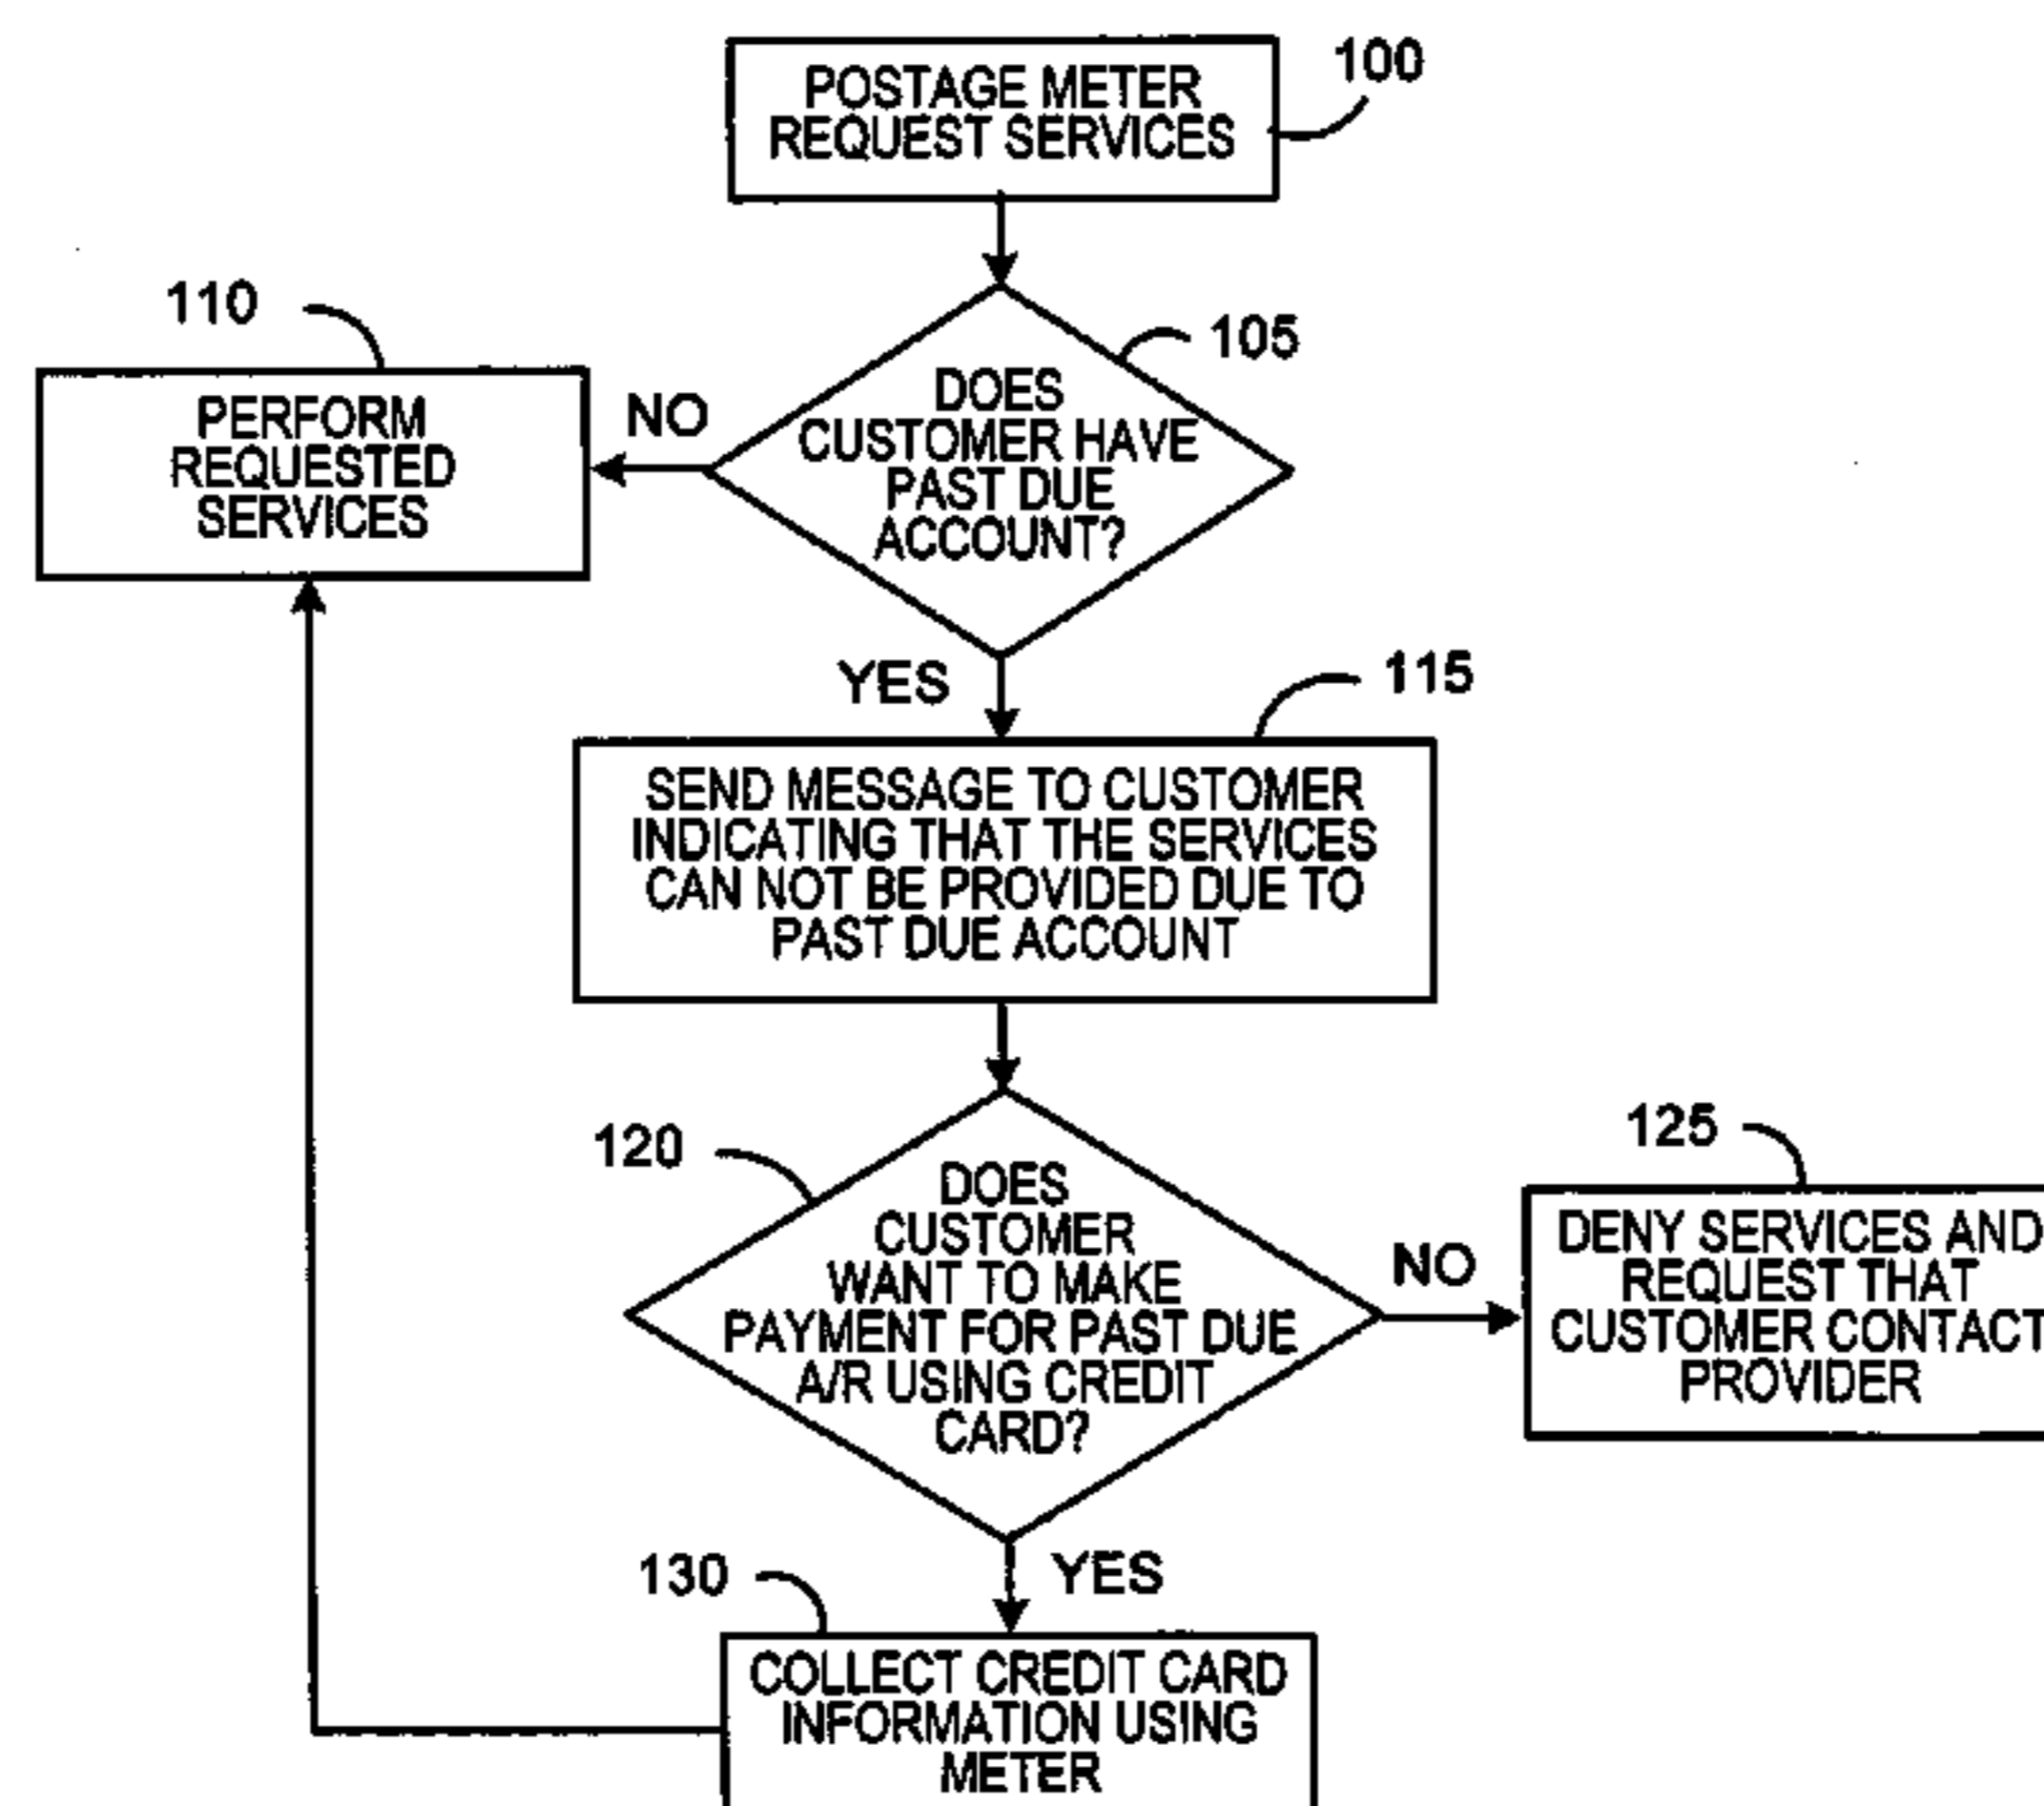 POSTAGE METER
REQUEST SERVICES
100
110
105
PERFORM
REQUESTED
SERVICES
NO
DOES
CUSTOMER HAVE
PAST DUE
ACCOUNT?
YES
115
SEND MESSAGE TO CUSTOMER
INDICATING THAT THE SERVICES
CAN NOT BE PROVIDED DUE TO
PAST DUE ACCOUNT
120
DOES
CUSTOMER
WANT TO MAKE
PAYMENT FOR PAST DUE
A/R USING CREDIT
CARD?
NO
125
DENY SERVICES AND
REQUEST THAT
CUSTOMER CONTACT
PROVIDER
YES
130
COLLECT CREDIT CARD
INFORMATION USING
METER